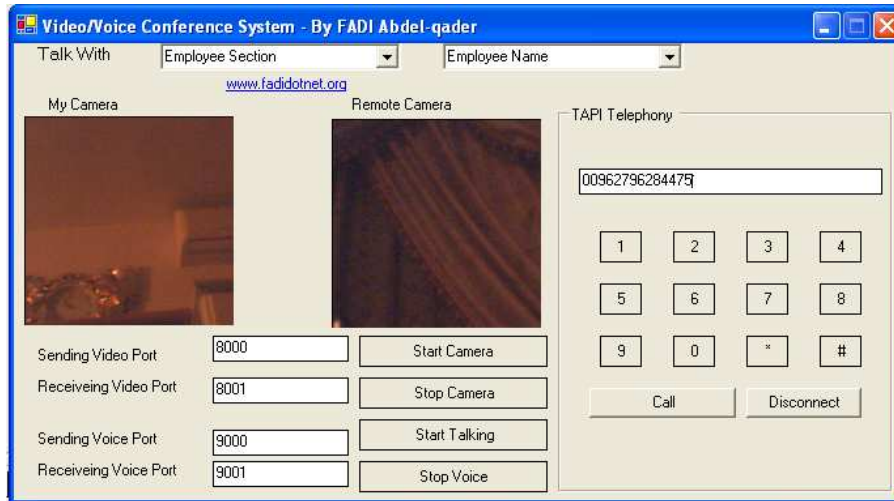 Video/Voice Conference System - By FADI Abdel-qader
Talk With
Employee Section
Employee Name
www.fadidotnet.org
My Camera
Remote Camera
Sending Video Port
8000
Start Camera
Receiveing Video Port
8001
Stop Camera
Sending Voice Port
9000
Start Talking
Receiveing Voice Port
9001
Stop Voice
TAPI Telephony
00962796284475
1 2 3 4
5 6 7 8
9 0 * #
Call
Disconnect